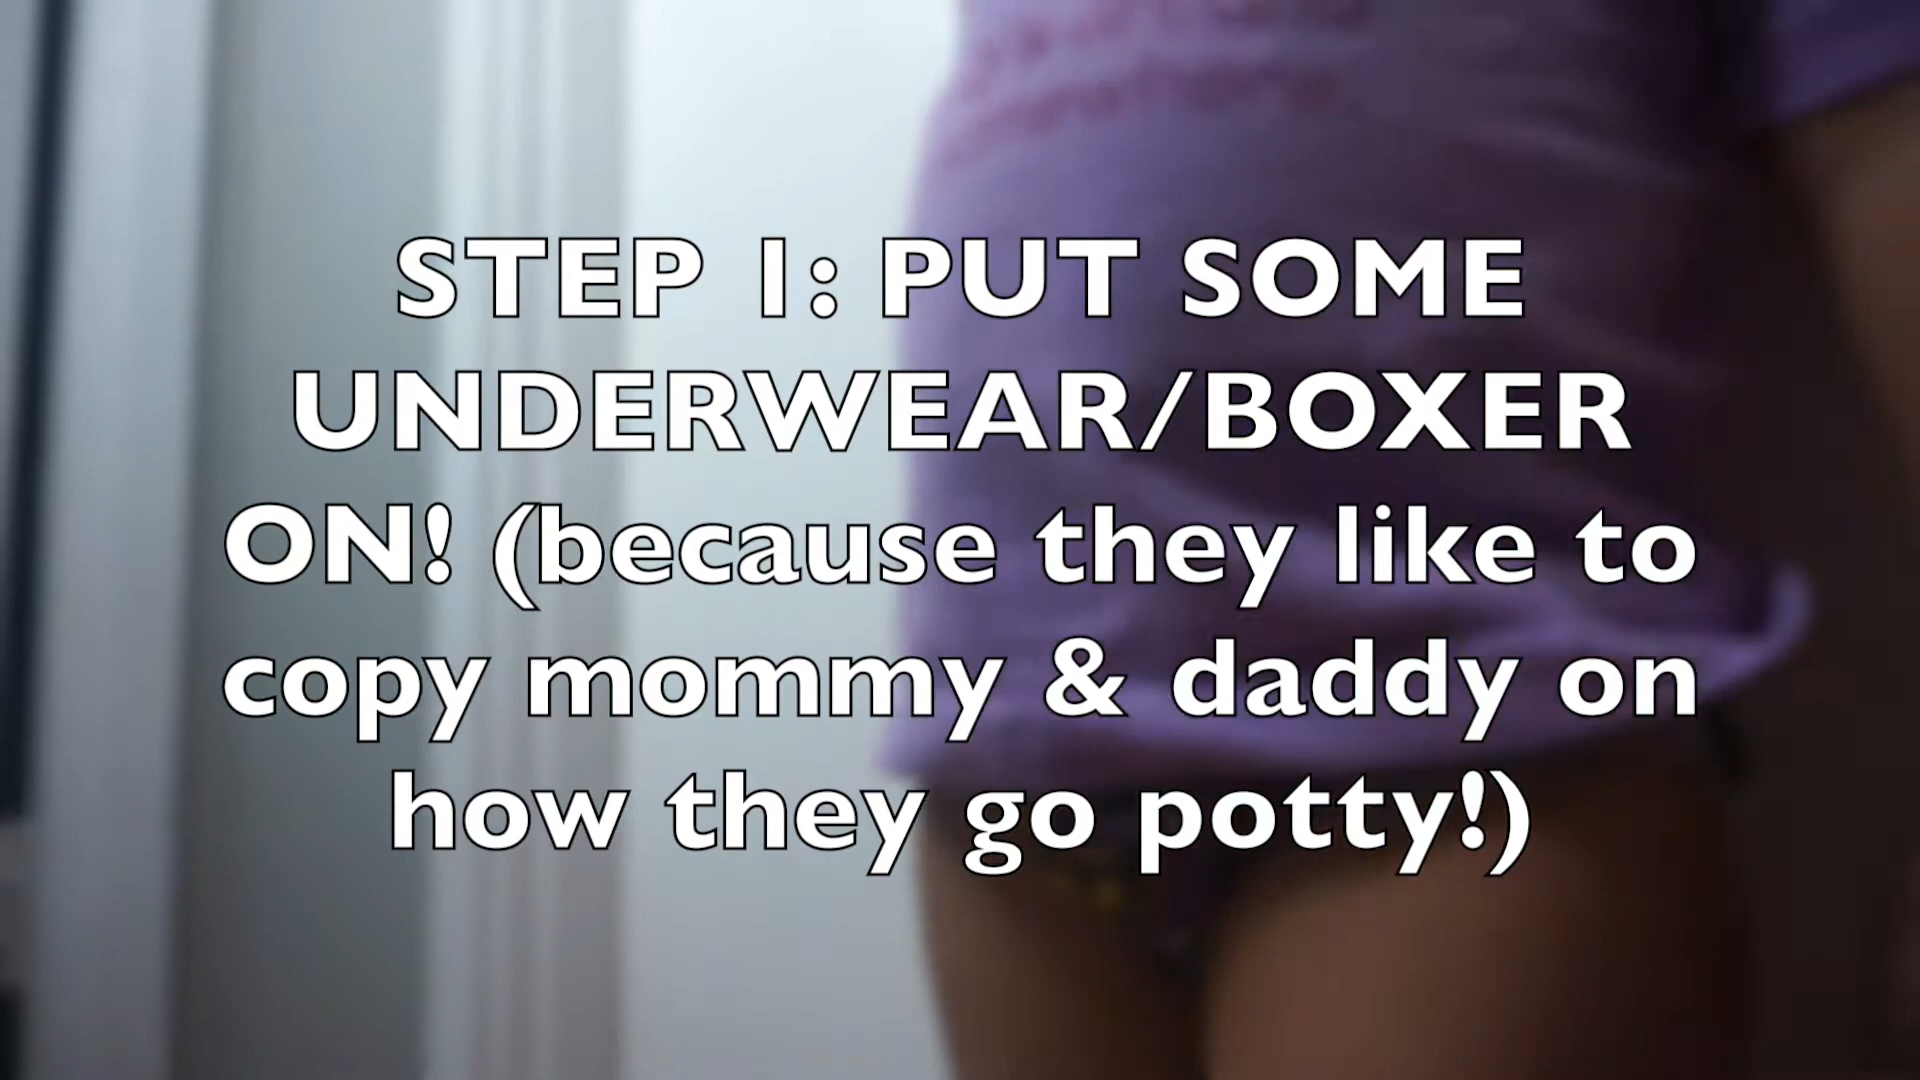 STEP 1: PUT SOME
UNDERWEAR/BOXER
ON! (because they like to
copy mommy & daddy on
how they go potty!)